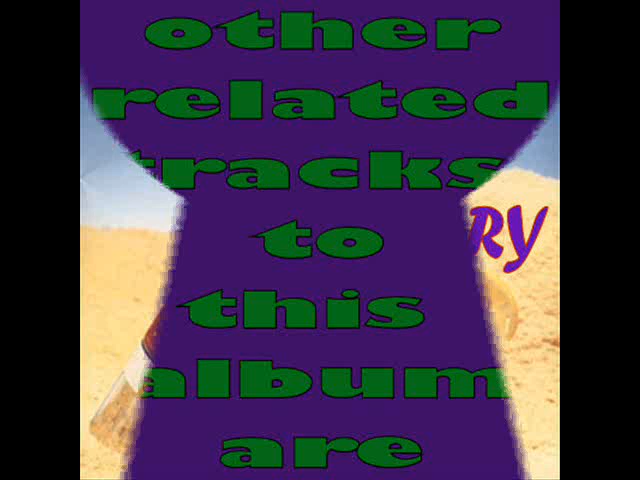 other
related
tracks
to
RY
this
album
are